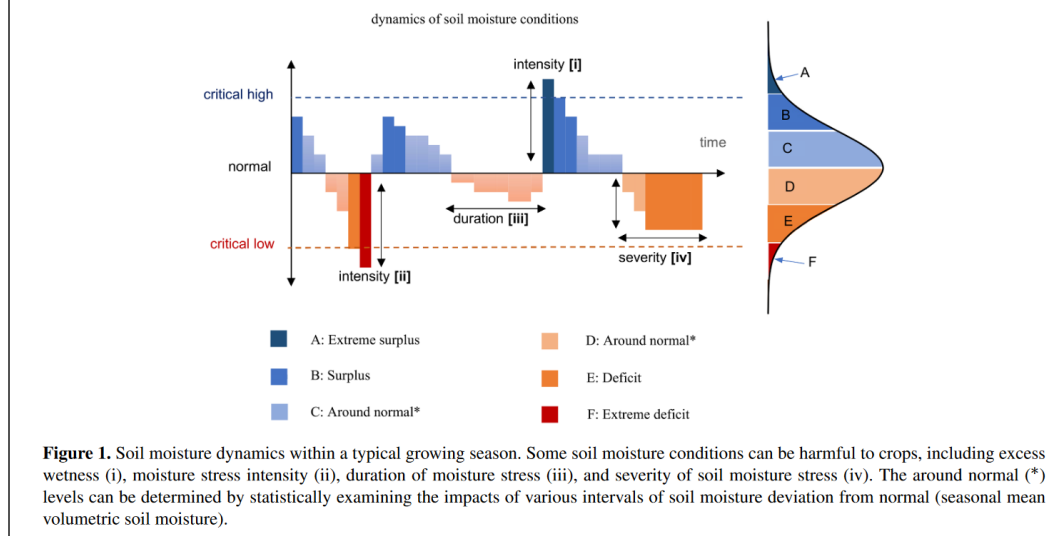 dynamics of soil moisture conditions
intensity [i]
critical high
time
normal
duration [iii]
critical low
severity [iv]
intensity [ii]
A
B
C
D
E
F
A: Extreme surplus
B: Surplus
C: Around normal*
D: Around normal*
E: Deficit
F: Extreme deficit
Figure 1. Soil moisture dynamics within a typical growing season. Some soil moisture conditions can be harmful to crops, including excess
wetness (i), moisture stress intensity (ii), duration of moisture stress (iii), and severity of soil moisture stress (iv). The around normal (*)
levels can be determined by statistically examining the impacts of various intervals of soil moisture deviation from normal (seasonal mean
volumetric soil moisture).